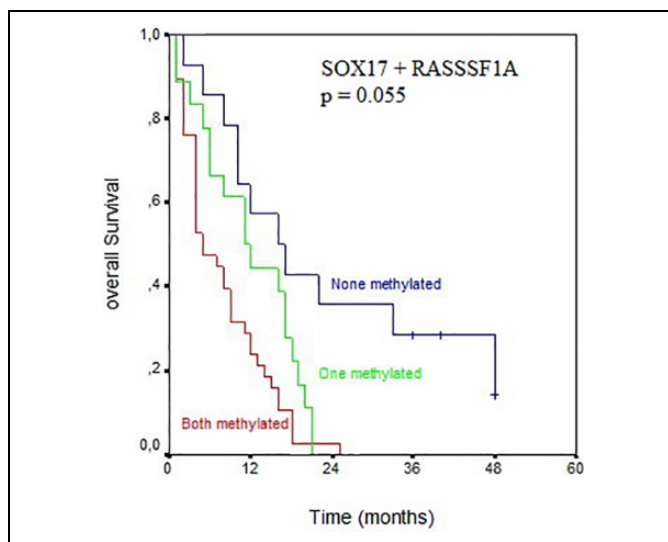 SOX17 + RASSSF1A
p = 0.055
overall Survival
1,0
,8
,6
,4
,2
0,0
None methylated
One methylated
Both methylated
0 12 24 36 48 60
Time (months)